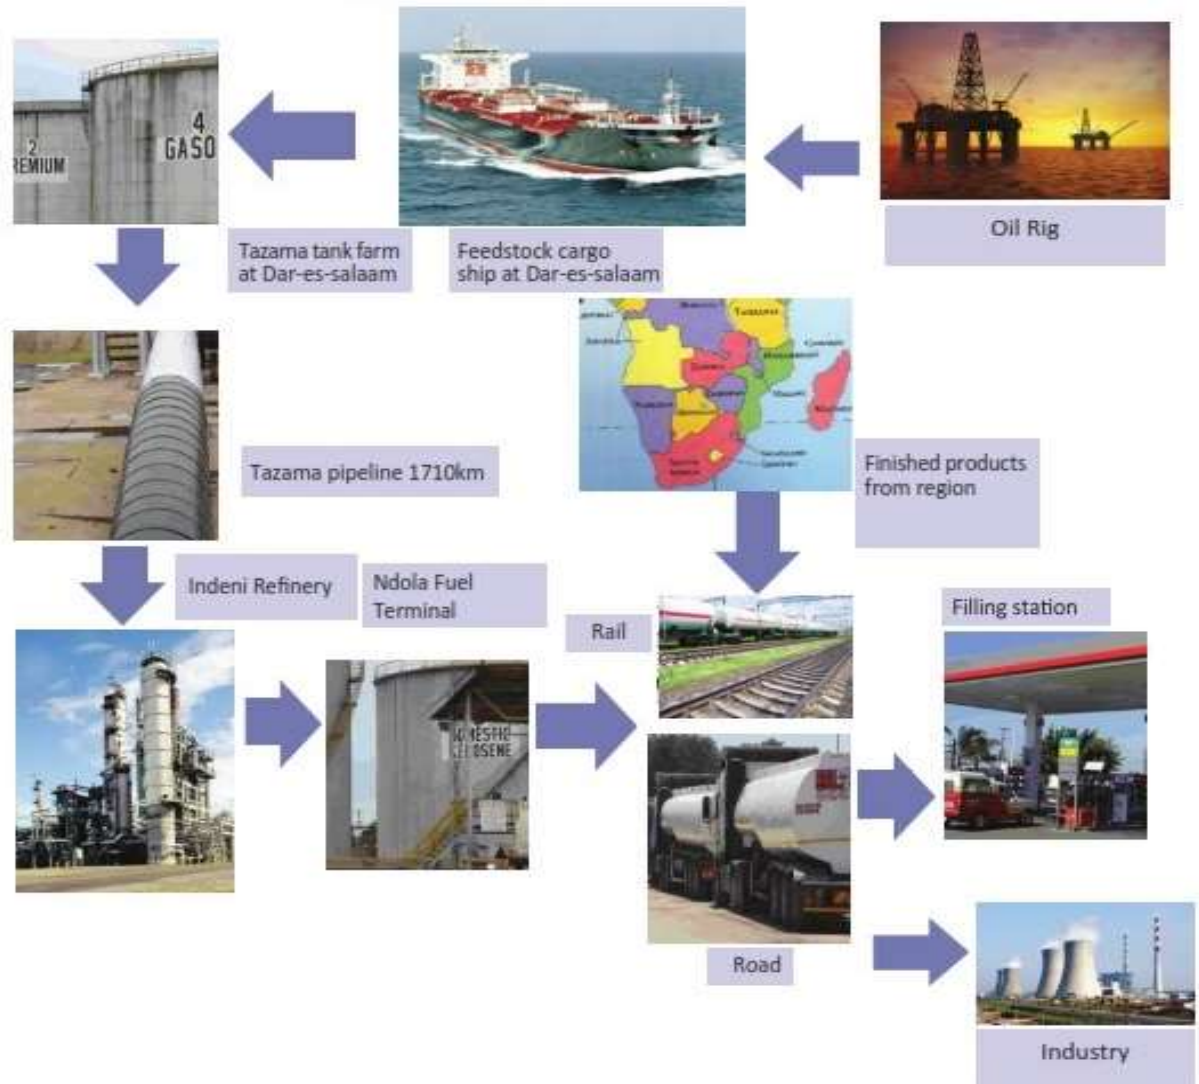 2
REMIUM
4
GASO
Oil Rig
Tazama tank farm
at Dar-es-salaam
Feedstock cargo
ship at Dar-es-salaam
Tazama pipeline 1710km
Finished products
from region
Indeni Refinery
Ndola Fuel
Terminal
Rail
Filling station
Road
Industry